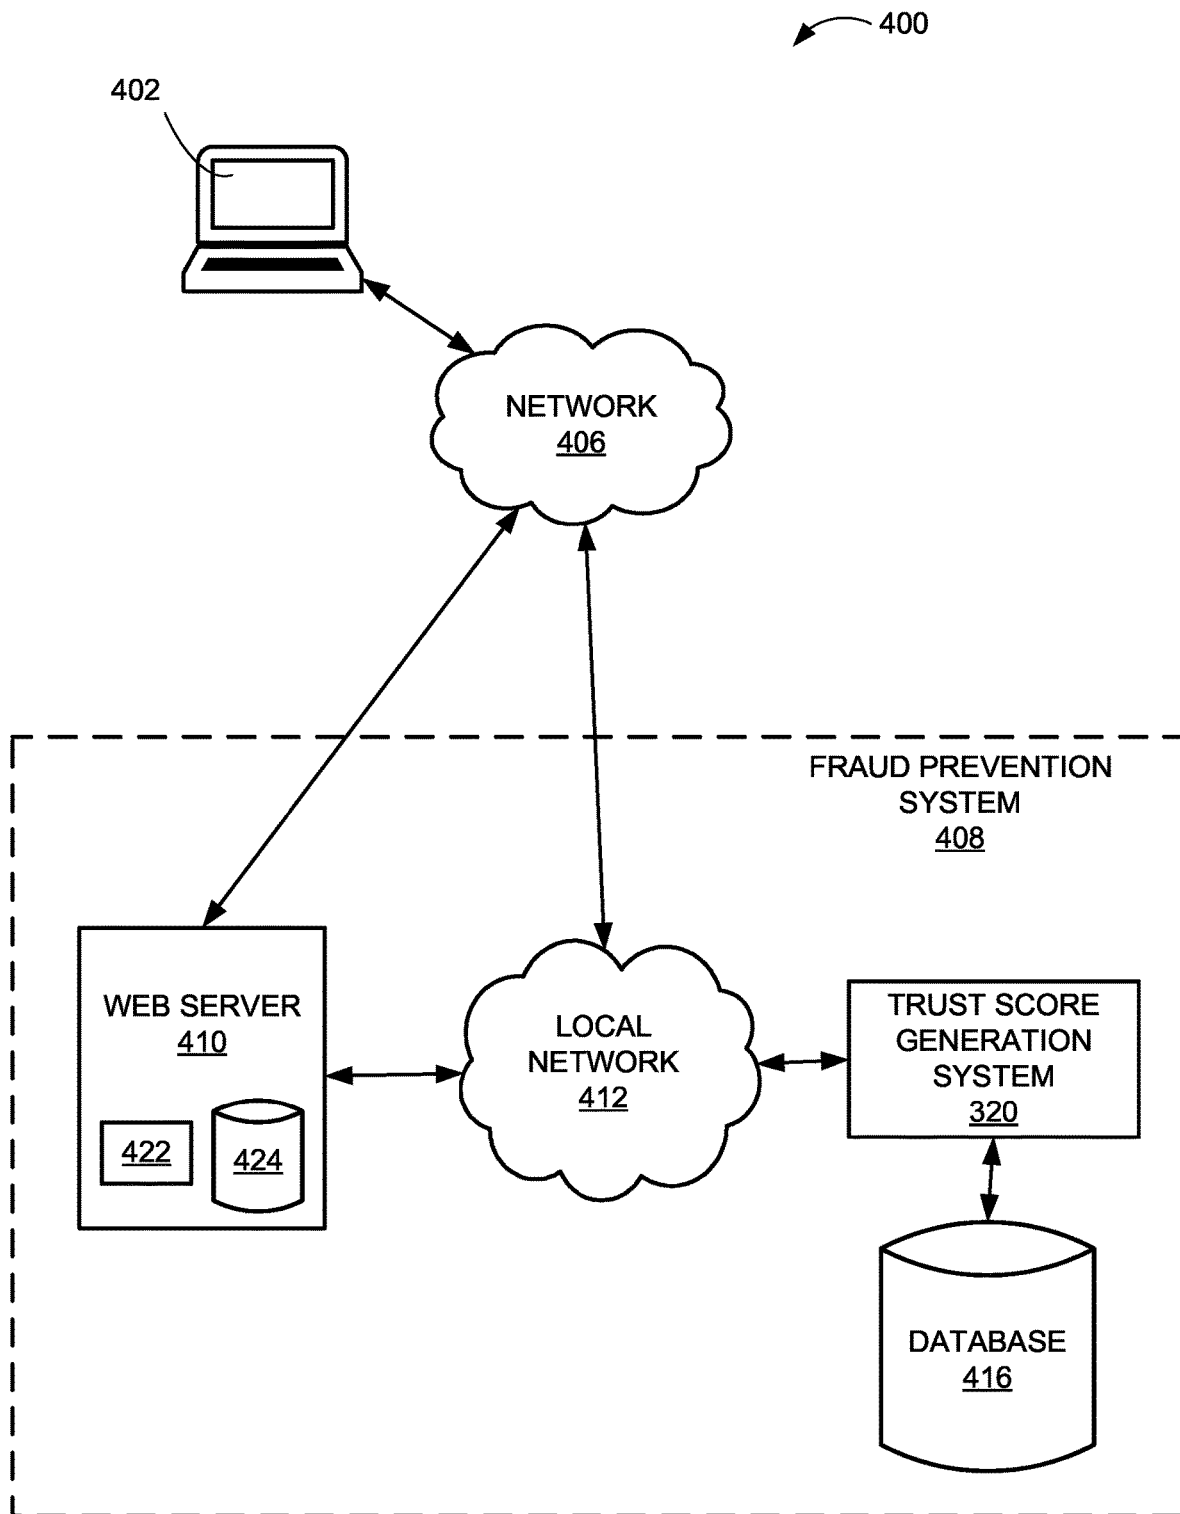 400
402
NETWORK
406
FRAUD PREVENTION
SYSTEM
408
WEB SERVER
410
422
424
LOCAL
NETWORK
412
TRUST SCORE
GENERATION
SYSTEM
320
DATABASE
416